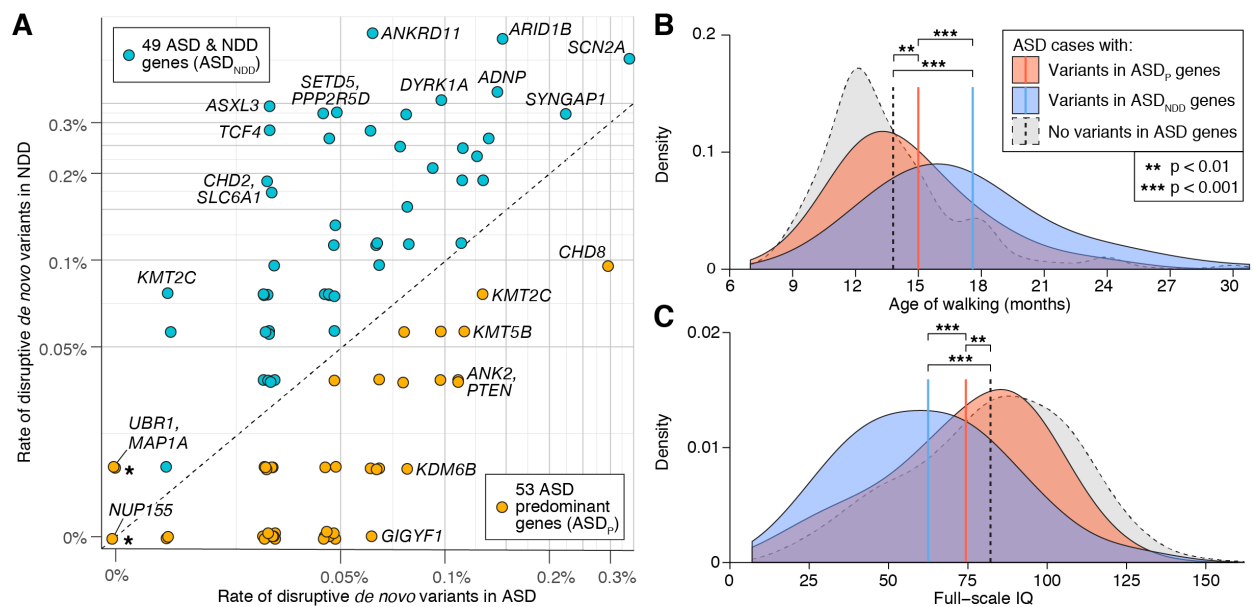 A
49 ASD & NDD
genes (ASDNDD)
ANKRD11
ARID1B
SCN2A
SETD5,
PPP2R5D
DYRK1A
ADNP
SYNGAP1
ASXL3
TCF4
CHD2,
SLC6A1
KMT2C
CHD8
KMT2C
KMT5B
ANK2,
PTEN
UBR1,
MAP1A
*
KDM6B
NUP155
*
GIGYF1
53 ASD
predominant
genes (ASDP)
0.3%
0.2%
0.1%
0.05%
0%
Rate of disruptive de novo variants in NDD
0%
0.05%
0.1%
0.2%
0.3%
Rate of disruptive de novo variants in ASD
B
0.2
0.1
0
Density
***
**
***
ASD cases with:
Variants in ASDP genes
Variants in ASDNDD genes
No variants in ASD genes
** p < 0.01
*** p < 0.001
6
9
12
15
18
21
24
27
30
Age of walking (months)
C
0.02
0.01
0
Density
***
**
***
0
25
50
75
100
125
150
Full−scale IQ